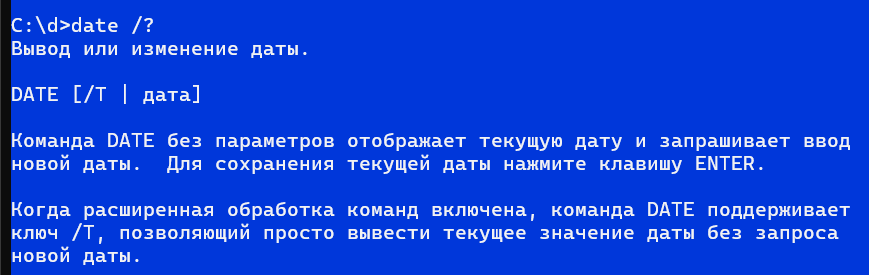 C:\d>date /?
Вывод или изменение даты.
DATE [/T | дата]
Команда DATE без параметров отображает текущую дату и запрашивает ввод
новой даты.  Для сохранения текущей даты нажмите клавишу ENTER.
Когда расширенная обработка команд включена, команда DATE поддерживает
ключ /T, позволяющий просто вывести текущее значение даты без запроса
новой даты.